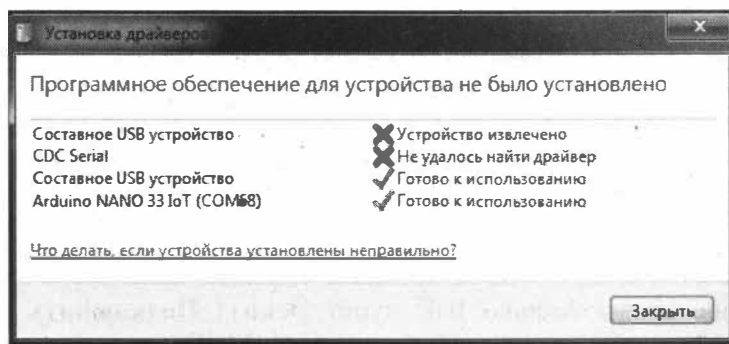 Установка драйверов
Программное обеспечение для устройства не было установлено
Составное USB устройство Устройство извлечено
CDC Serial Не удалось найти драйвер
Составное USB устройство Готово к использованию
Arduino NANO 33 IoT (COM68) Готово к использованию
Что делать, если устройства установлены неправильно?
Закрыть